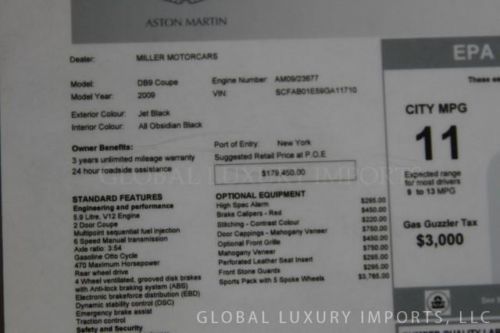 ASTON MARTIN
Dealer: MILLER MOTORCARS
Model: DB9 Coupe Engine Number: AM09/23677
Model Year: 2009 VIN: SCFAB01E59GA11710
Exterior Colour: Jet Black
Interior Colour: All Obsidian Black
Owner Benefits: Port of Entry: New York
3 years unlimited mileage warranty Suggested Retail Price at P.O.E
24 hour roadside assistance $179,450.00
GLOBAL LUXURY IMPORTS
STANDARD FEATURES
Engineering and performance
5.9 Litre, V12 Engine
2 Door Coupe
Multipoint sequential fuel injection
6 Speed Manual transmission
Axle ratio: 3.54
Gasoline Otto Cycle
470 Maximum Horsepower
Rear wheel drive
4 Wheel ventilated, grooved disk brakes
with Anti-lock braking system (ABS)
Electronic brakeforce distribution (EBD)
Dynamic stability control (DSC)
Emergency brake assist
Traction control
Safety and Security
OPTIONAL EQUIPMENT
High Spec Alarm $295.00
Brake Calipers - Red $450.00
Stitching - Contrast Colour $220.00
Door Cappings - Mahogany Veneer $750.00
Optional Front Grille $450.00
Mahogany Veneer $750.00
Perforated Leather Seat Insert $295.00
Front Stone Guards $295.00
Sports Pack with 5 Spoke Wheels $3,765.00
EPA
These
CITY MPG
11
Expected range
for most drivers
9 to 13 MPG
Gas Guzzler Tax
$3,000
GLOBAL LUXURY IMPORTS, LLC